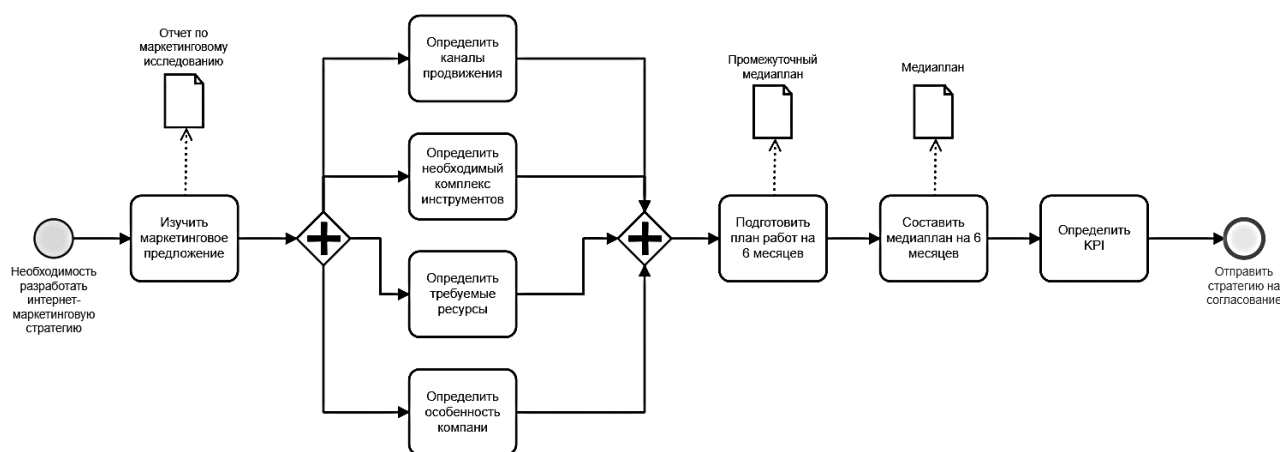 Отчет по
маркетинговому
исследованию
Определить
каналы
продвижения
Промежуточный
медиаплан
Медиаплан
Определить
необходимый
комплекс
инструментов
Необходимость
разработать
интернет-
маркетинговую
стратегию
Изучить
маркетинговое
предложение
Определить
требуемые
ресурсы
Определить
особенность
компани
Подготовить
план работ на
6 месяцев
Составить
медиаплан на 6
месяцев
Определить
KPI
Отправить
стратегию на
согласование